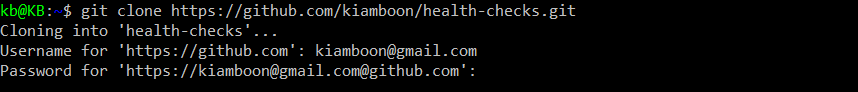 kb@KB:~$ git clone https://github.com/kiamboon/health-checks.git
Cloning into 'health-checks'...
Username for 'https://github.com': kiamboon@gmail.com
Password for 'https://kiamboon@gmail.com@github.com':